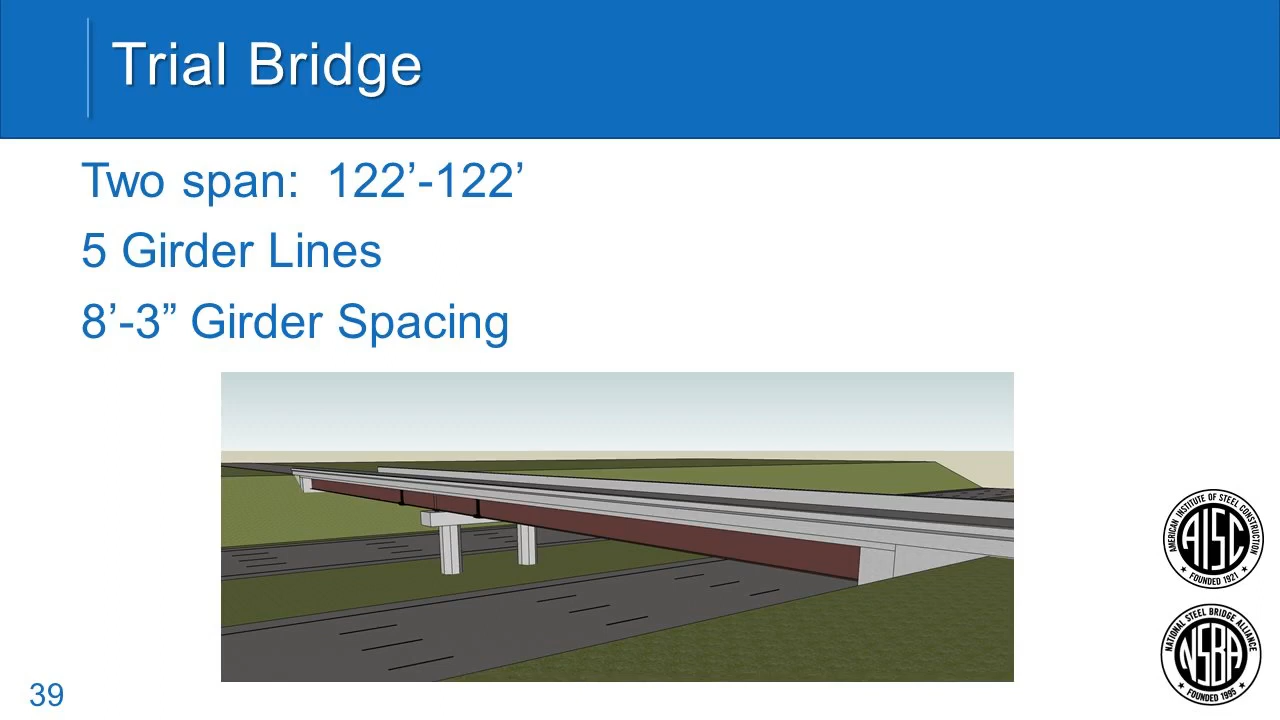 Trial Bridge
Two span: 122’-122’
5 Girder Lines
8’-3” Girder Spacing
AMERICAN INSTITUTE OF STEEL CONSTRUCTION
AISC
FOUNDED 1921
NATIONAL STEEL BRIDGE ALLIANCE
NSBA
FOUNDED 1995
39